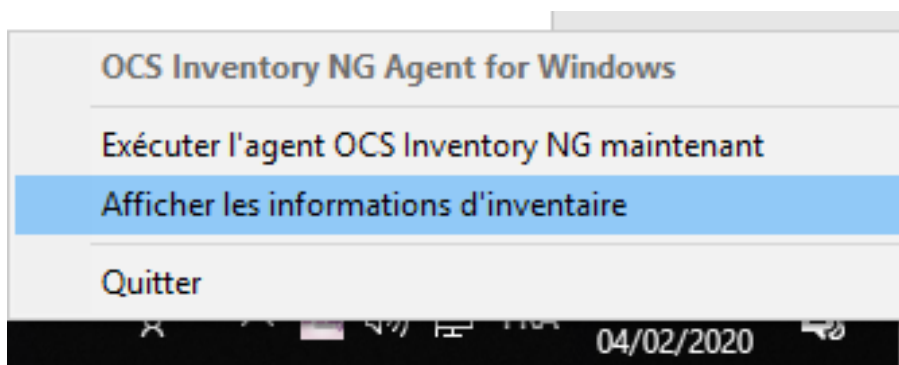 OCS Inventory NG Agent for Windows
Exécuter l'agent OCS Inventory NG maintenant
Afficher les informations d'inventaire
Quitter
FRA
04/02/2020